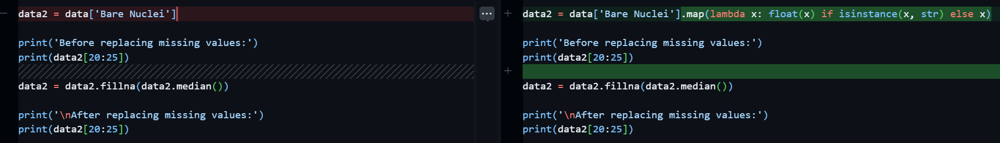 data2 = data['Bare Nuclei']
print('Before replacing missing values:')
print(data2[20:25])
data2 = data2.fillna(data2.median())
print('\nAfter replacing missing values:')
print(data2[20:25])
data2 = data['Bare Nuclei'].map(lambda x: float(x) if isinstance(x, str) else x)
print('Before replacing missing values:')
print(data2[20:25])
data2 = data2.fillna(data2.median())
print('\nAfter replacing missing values:')
print(data2[20:25])